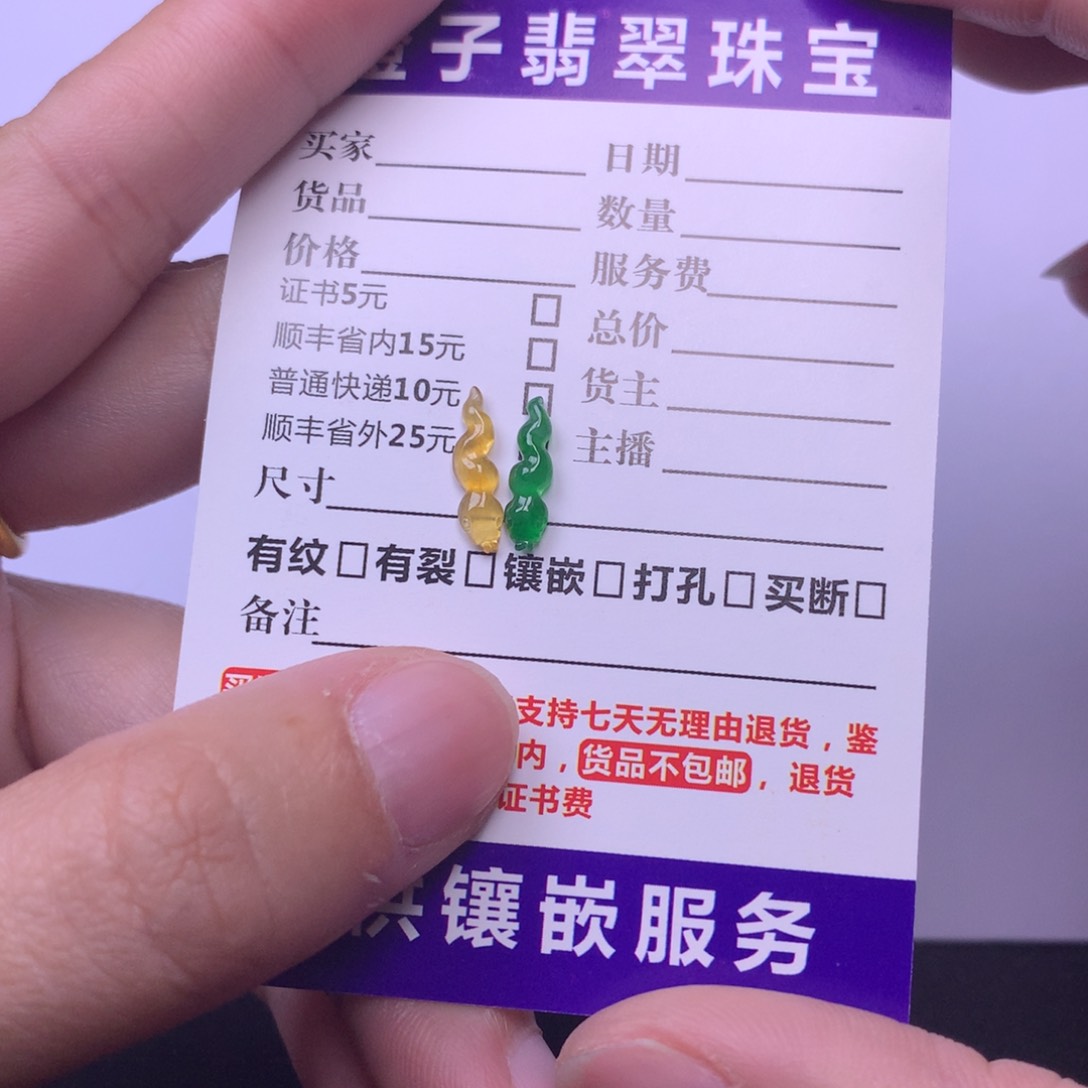 子翡翠珠宝
买家 日期
货品 数量
价格 服务费
证书5元
顺丰省内15元 总价
普通快递10元 货主
顺丰省外25元 主播
尺寸
有纹□有裂□镶嵌□打孔□买断□
备注
支持七天无理由退货，鉴
内，货品不包邮，退货
证书费
供镶嵌服务